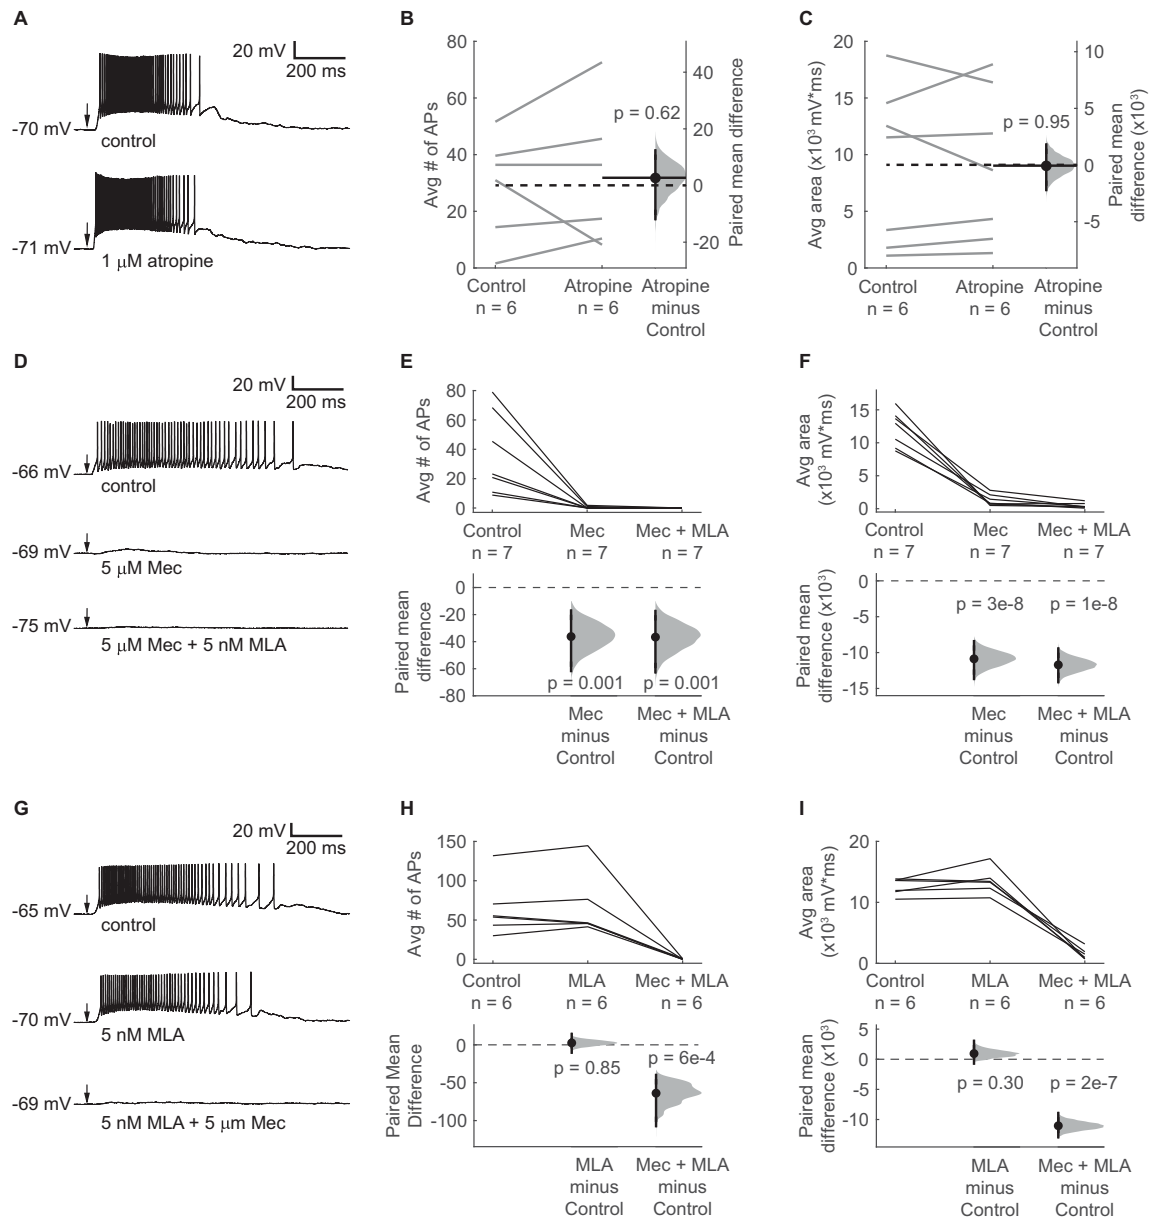 A
20 mV
200 ms
-70 mV
control
-71 mV
1 μM atropine
B
80
60
40
20
0
Avg # of APs
40
20
0
-20
Paired mean difference
p = 0.62
Control
n = 6
Atropine
n = 6
Atropine
minus
Control
C
20
15
10
5
0
Avg area (x10³ mV*ms)
10
5
0
-5
Paired mean
difference (x10³)
p = 0.95
Control
n = 6
Atropine
n = 6
Atropine
minus
Control
D
20 mV
200 ms
-66 mV
control
-69 mV
5 μM Mec
-75 mV
5 μM Mec + 5 nM MLA
E
80
60
40
20
0
Avg # of APs
Control
n = 7
Mec
n = 7
Mec + MLA
n = 7
0
-20
-40
-60
-80
Paired mean
difference
p = 0.001
p = 0.001
Mec
minus
Control
Mec + MLA
minus
Control
F
15
10
5
0
Avg area
(x10³ mV*ms)
Control
n = 7
Mec
n = 7
Mec + MLA
n = 7
0
-5
-10
-15
Paired mean
difference (x10³)
p = 3e-8
p = 1e-8
Mec
minus
Control
Mec + MLA
minus
Control
G
20 mV
200 ms
-65 mV
control
-70 mV
5 nM MLA
-69 mV
5 nM MLA + 5 μm Mec
H
150
100
50
0
Avg # of APs
Control
n = 6
MLA
n = 6
Mec + MLA
n = 6
0
-50
-100
Paired Mean
Difference
p = 0.85
p = 6e-4
MLA
minus
Control
Mec + MLA
minus
Control
I
20
10
0
Avg area
(x10³ mV*ms)
Control
n = 6
MLA
n = 6
Mec + MLA
n = 6
5
0
-5
-10
Paired mean
difference (x10³)
p = 0.30
p = 2e-7
MLA
minus
Control
Mec + MLA
minus
Control